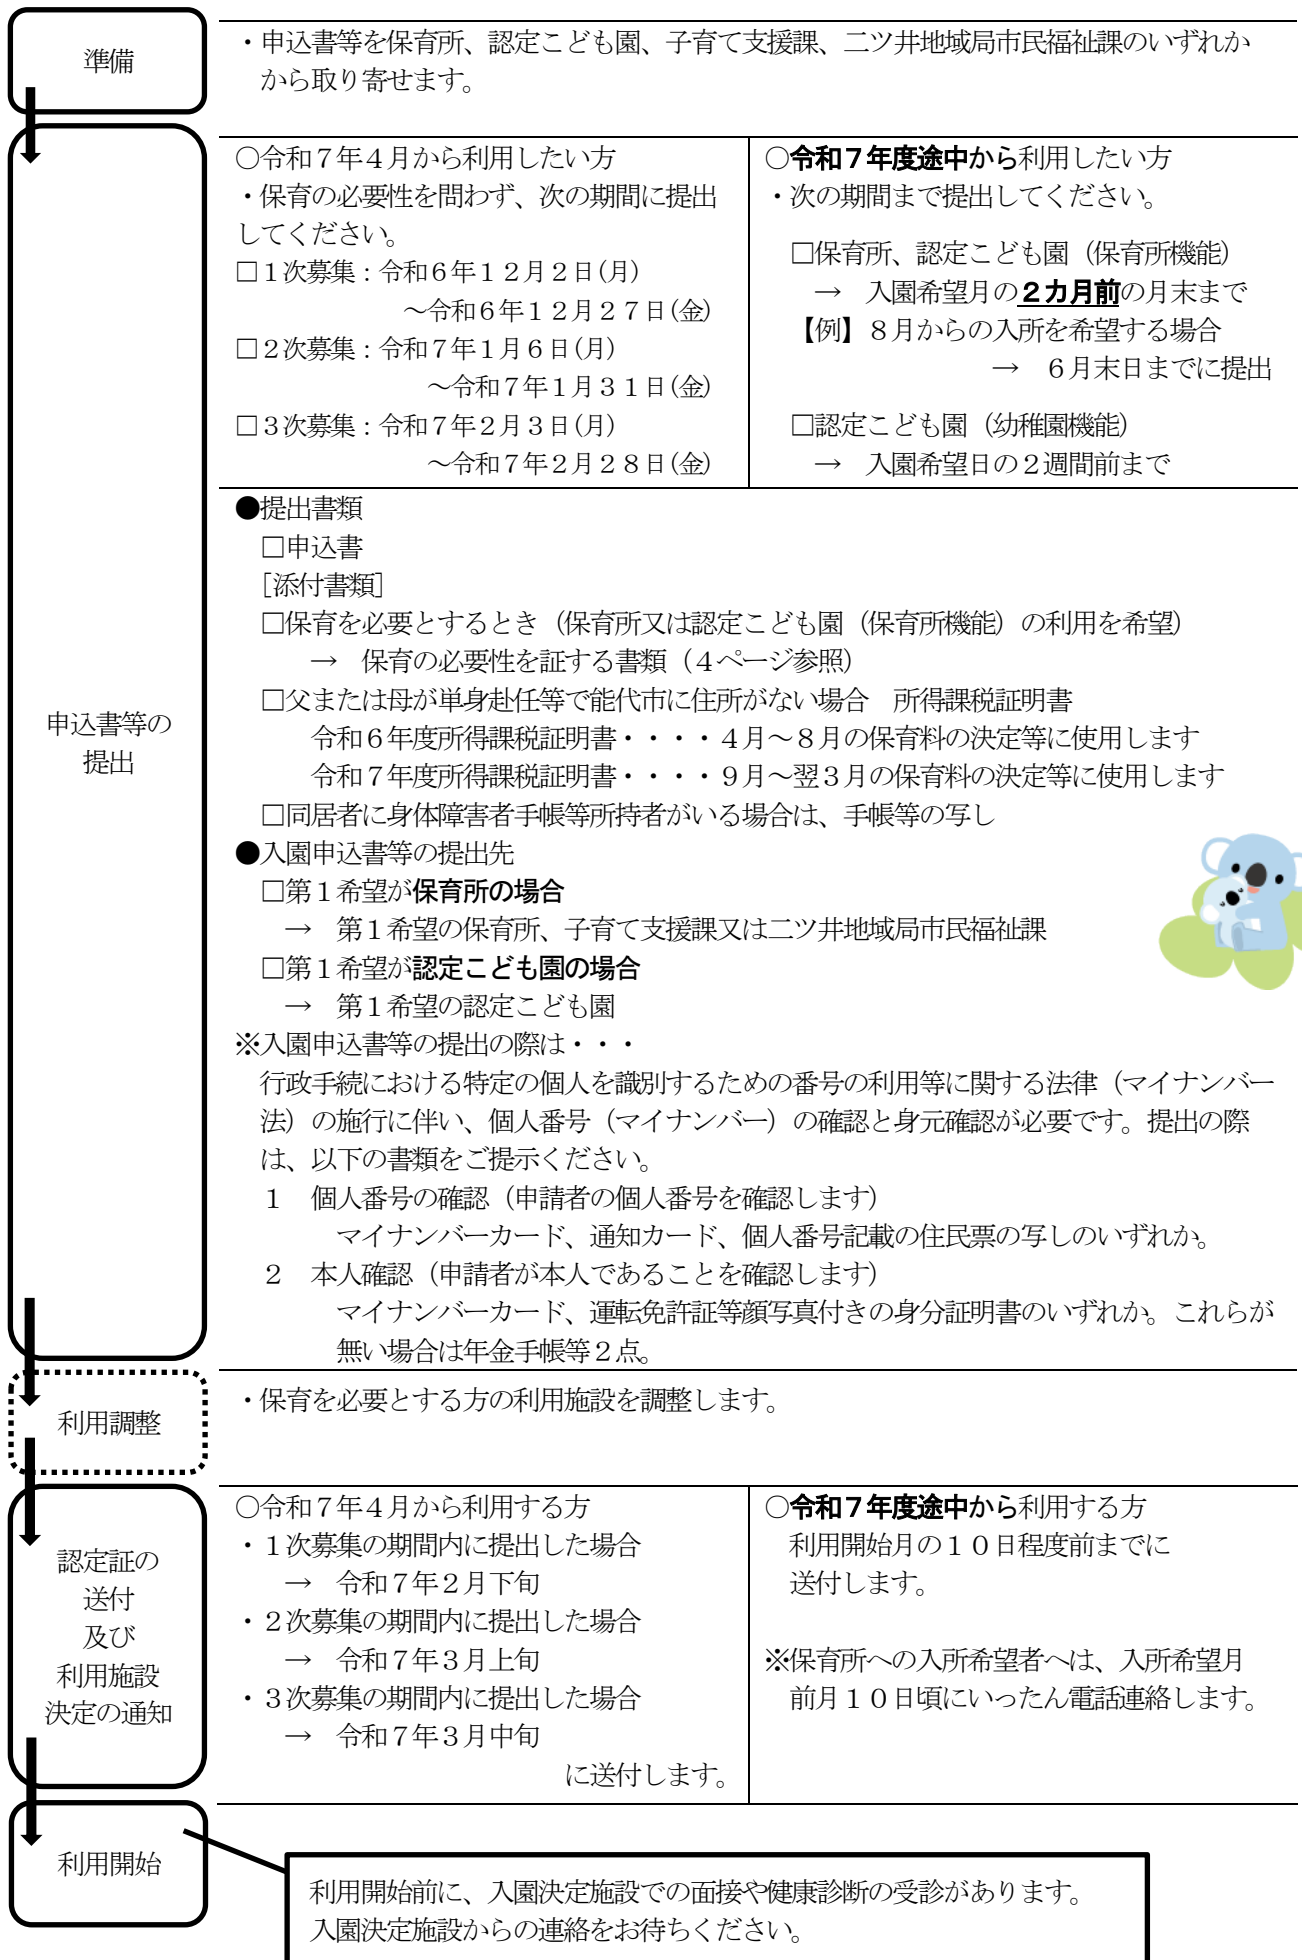 準備
・申込書等を保育所、認定こども園、子育て支援課、二ツ井地域局市民福祉課のいずれか
から取り寄せます。
申込書等の
提出
○令和７年４月から利用したい方
・保育の必要性を問わず、次の期間に提出
してください。
□１次募集：令和６年１２月２日(月)
～令和６年１２月２７日(金)
□２次募集：令和７年１月６日(月)
～令和７年１月３１日(金)
□３次募集：令和７年２月３日(月)
～令和７年２月２８日(金)
○令和７年度途中から利用したい方
・次の期間まで提出してください。
□保育所、認定こども園（保育所機能）
→　入園希望月の２カ月前の月末まで
【例】８月からの入所を希望する場合
→　６月末日までに提出
□認定こども園（幼稚園機能）
→　入園希望日の２週間前まで
●提出書類
□申込書
［添付書類］
□保育を必要とするとき（保育所又は認定こども園（保育所機能）の利用を希望）
→　保育の必要性を証する書類（４ページ参照）
□父または母が単身赴任等で能代市に住所がない場合　所得課税証明書
令和６年度所得課税証明書・・・・４月～８月の保育料の決定等に使用します
令和７年度所得課税証明書・・・・９月～翌３月の保育料の決定等に使用します
□同居者に身体障害者手帳等所持者がいる場合は、手帳等の写し
●入園申込書等の提出先
□第１希望が保育所の場合
→　第１希望の保育所、子育て支援課又は二ツ井地域局市民福祉課
□第１希望が認定こども園の場合
→　第１希望の認定こども園
※入園申込書等の提出の際は・・・
行政手続における特定の個人を識別するための番号の利用等に関する法律（マイナンバー
法）の施行に伴い、個人番号（マイナンバー）の確認と身元確認が必要です。提出の際
は、以下の書類をご提示ください。
１　個人番号の確認（申請者の個人番号を確認します）
マイナンバーカード、通知カード、個人番号記載の住民票の写しのいずれか。
２　本人確認（申請者が本人であることを確認します）
マイナンバーカード、運転免許証等顔写真付きの身分証明書のいずれか。これらが
無い場合は年金手帳等２点。
利用調整
・保育を必要とする方の利用施設を調整します。
認定証の
送付
及び
利用施設
決定の通知
○令和７年４月から利用する方
・１次募集の期間内に提出した場合
→　令和７年２月下旬
・２次募集の期間内に提出した場合
→　令和７年３月上旬
・３次募集の期間内に提出した場合
→　令和７年３月中旬
に送付します。
○令和７年度途中から利用する方
利用開始月の１０日程度前までに
送付します。
※保育所への入所希望者へは、入所希望月
前月１０日頃にいったん電話連絡します。
利用開始
利用開始前に、入園決定施設での面接や健康診断の受診があります。
入園決定施設からの連絡をお待ちください。